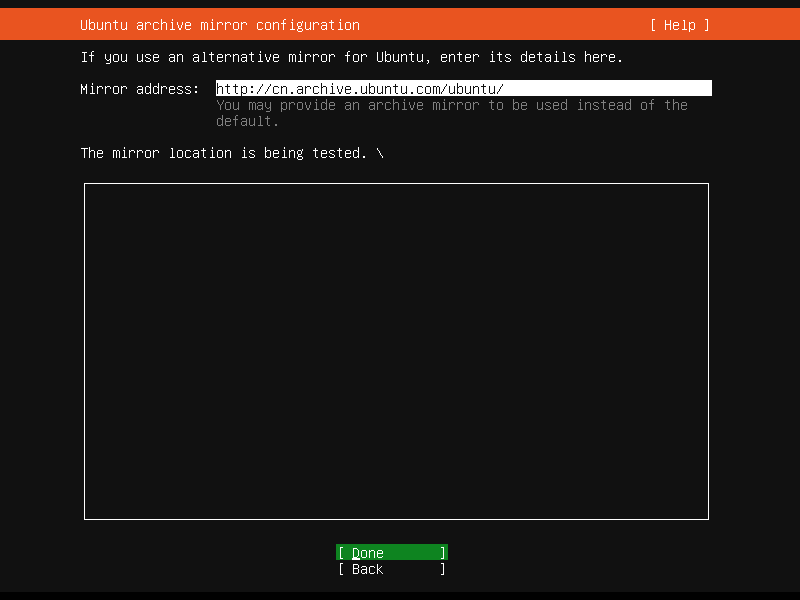 Ubuntu archive mirror configuration [ Help ]
If you use an alternative mirror for Ubuntu, enter its details here.
Mirror address: http://cn.archive.ubuntu.com/ubuntu/
You may provide an archive mirror to be used instead of the
default.
The mirror location is being tested. \
[ Done ]
[ Back ]